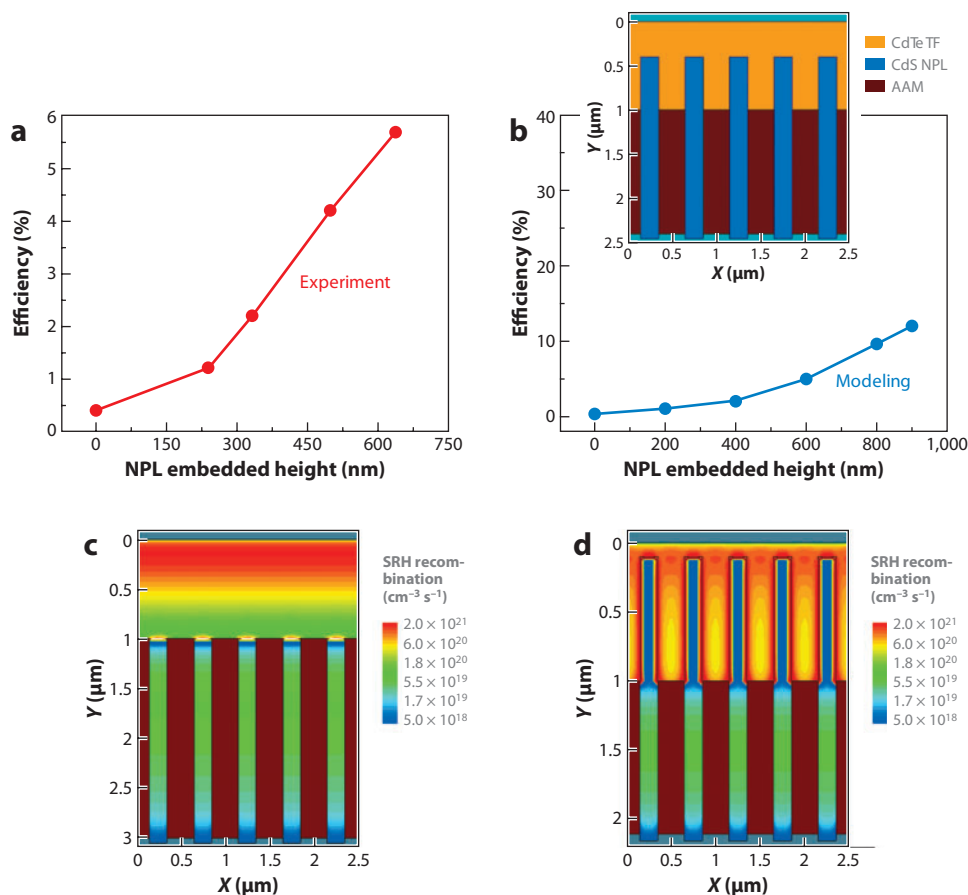 a
6
5
4
3
2
1
0
Efficiency (%)
Experiment
0
150
300
450
600
750
NPL embedded height (nm)
b
40
30
20
10
0
Efficiency (%)
Modeling
0
200
400
600
800
1,000
NPL embedded height (nm)
0
0.5
1
1.5
2
2.5
Y (μm)
0
0.5
1
1.5
2
2.5
X (μm)
CdTe TF
CdS NPL
AAM
c
0
0.5
1
1.5
2
2.5
3
Y (μm)
0
0.5
1
1.5
2
2.5
X (μm)
SRH recom-
bination
(cm⁻³ s⁻¹)
2.0 × 10²¹
6.0 × 10²⁰
1.8 × 10²⁰
5.5 × 10¹⁹
1.7 × 10¹⁹
5.0 × 10¹⁸
d
0
0.5
1
1.5
2
Y (μm)
0
0.5
1
1.5
2
2.5
X (μm)
SRH recom-
bination
(cm⁻³ s⁻¹)
2.0 × 10²¹
6.0 × 10²⁰
1.8 × 10²⁰
5.5 × 10¹⁹
1.7 × 10¹⁹
5.0 × 10¹⁸